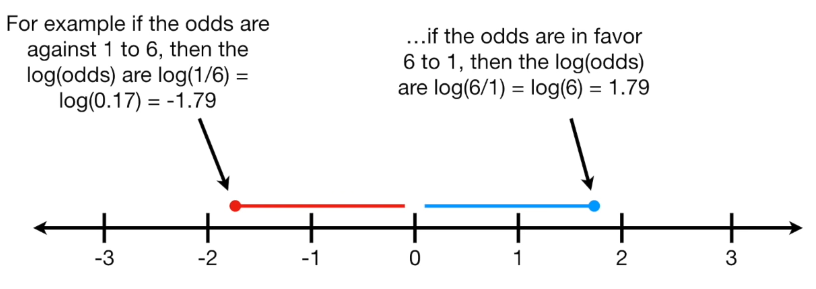 For example if the odds are
against 1 to 6, then the
log(odds) are log(1/6) =
log(0.17) = -1.79
…if the odds are in favor
6 to 1, then the log(odds)
are log(6/1) = log(6) = 1.79
-3 -2 -1 0 1 2 3